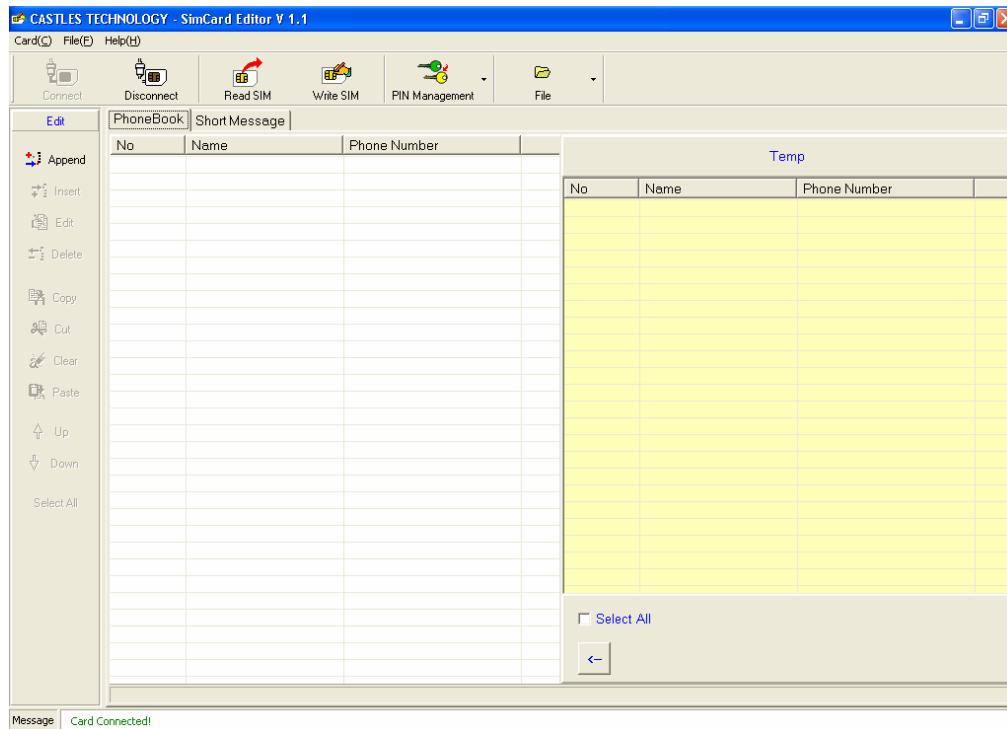 CASTLES TECHNOLOGY - SimCard Editor V 1.1
Card(C) File(F) Help(H)
Connect Disconnect Read SIM Write SIM PIN Management File
Edit
PhoneBook Short Message
No Name Phone Number
Temp
No Name Phone Number
Append
Insert
Edit
Delete
Copy
Cut
Clear
Paste
Up
Down
Select All
Select All
<--
Message Card Connected!